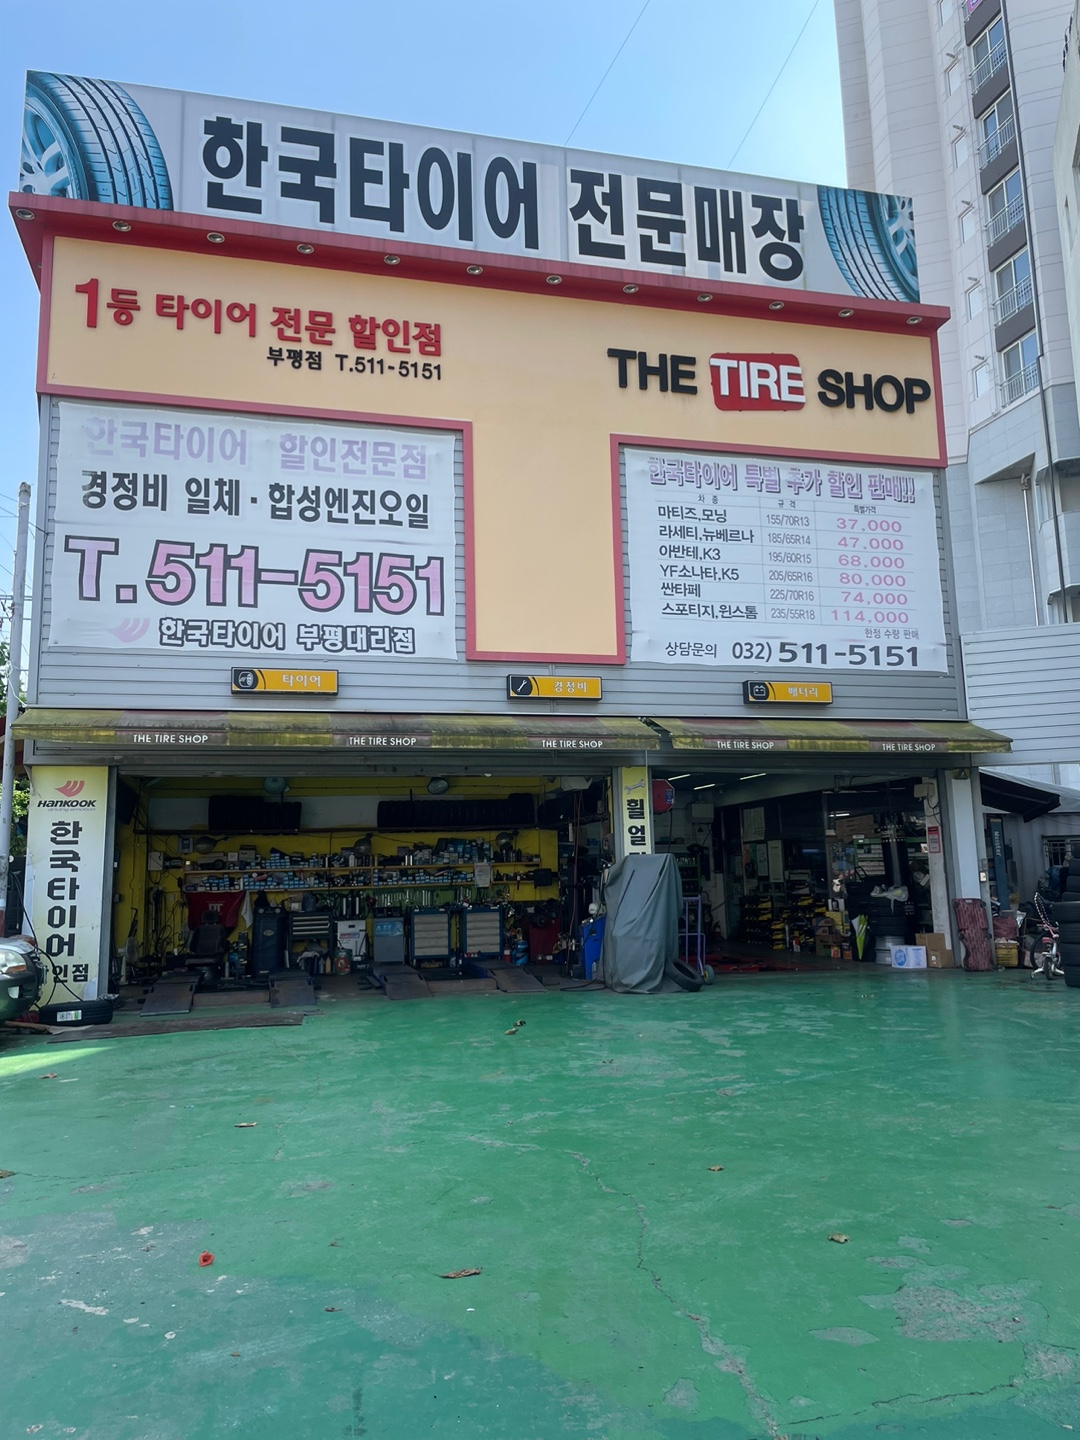 한국타이어 전문매장
1등 타이어 전문 할인점
부평점 T.511-5151
THE TIRE SHOP
한국타이어 할인전문점
경정비 일체·합성엔진오일
T.511-5151
한국타이어 부평대리점
한국타이어 특별 추가 할인 판매!!
차종 규격 특별가격
마티즈,모닝 155/70R13 37,000
라세티,뉴베르나 185/65R14 47,000
아반테,K3 195/60R15 68,000
YF소나타,K5 205/65R16 80,000
싼타페 225/70R16 74,000
스포티지,윈스톰 235/55R18 114,000
한정 수량 판매
상담문의 032) 511-5151
타이어
경정비
배터리
THE TIRE SHOP
THE TIRE SHOP
THE TIRE SHOP
THE TIRE SHOP
THE TIRE SHOP
HANKOOK
한국타이어
인점
휠얼